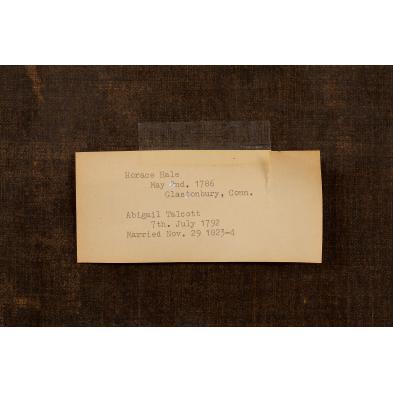 Horace Hale
May 2nd. 1786
Glastonbury, Conn.
Abigail Talcott
7th. July 1792
Married Nov. 29 1823-4